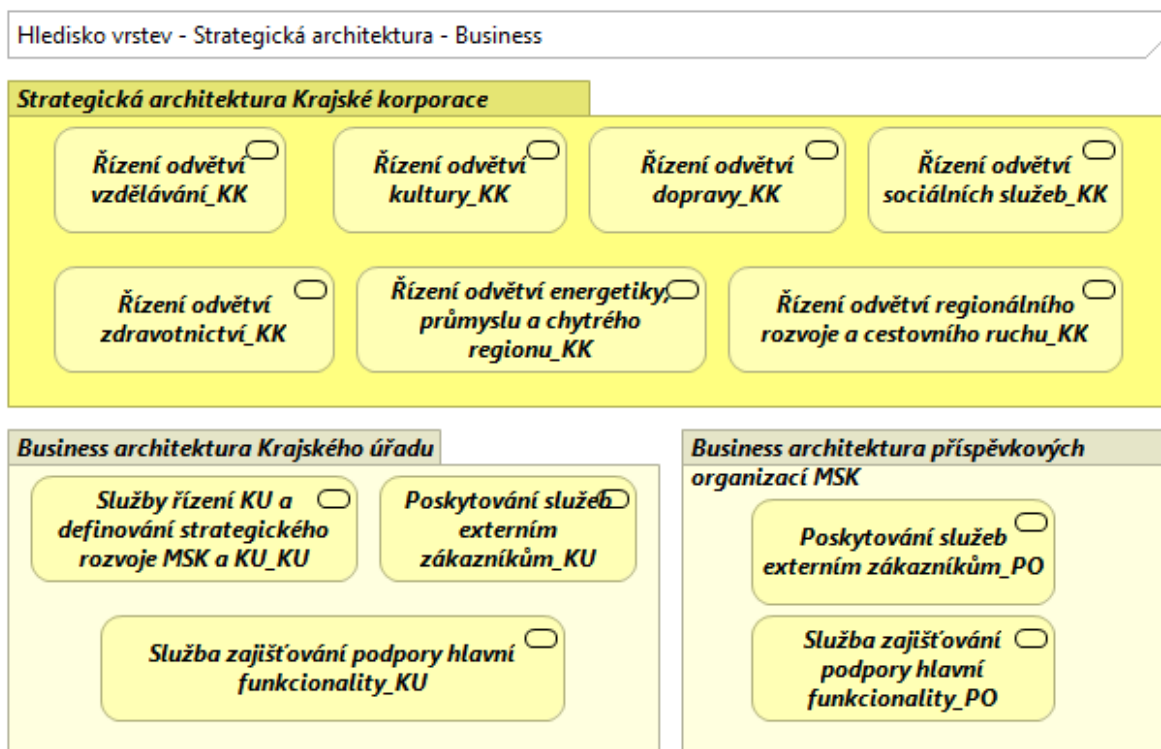 Hledisko vrstev - Strategická architektura - Business
Strategická architektura Krajské korporace
Řízení odvětví
vzdělávání_KK
Řízení odvětví
kultury_KK
Řízení odvětví
dopravy_KK
Řízení odvětví
sociálních služeb_KK
Řízení odvětví
zdravotnictví_KK
Řízení odvětví energetiky,
průmyslu a chytrého
regionu_KK
Řízení odvětví regionálního
rozvoje a cestovního ruchu_KK
Business architektura Krajského úřadu
Služby řízení KU a
definování strategického
rozvoje MSK a KU_KU
Poskytování služeb
externím
zákazníkům_KU
Služba zajišťování podpory hlavní
funkcionality_KU
Business architektura příspěvkových
organizací MSK
Poskytování služeb
externím zákazníkům_PO
Služba zajišťování
podpory hlavní
funkcionality_PO